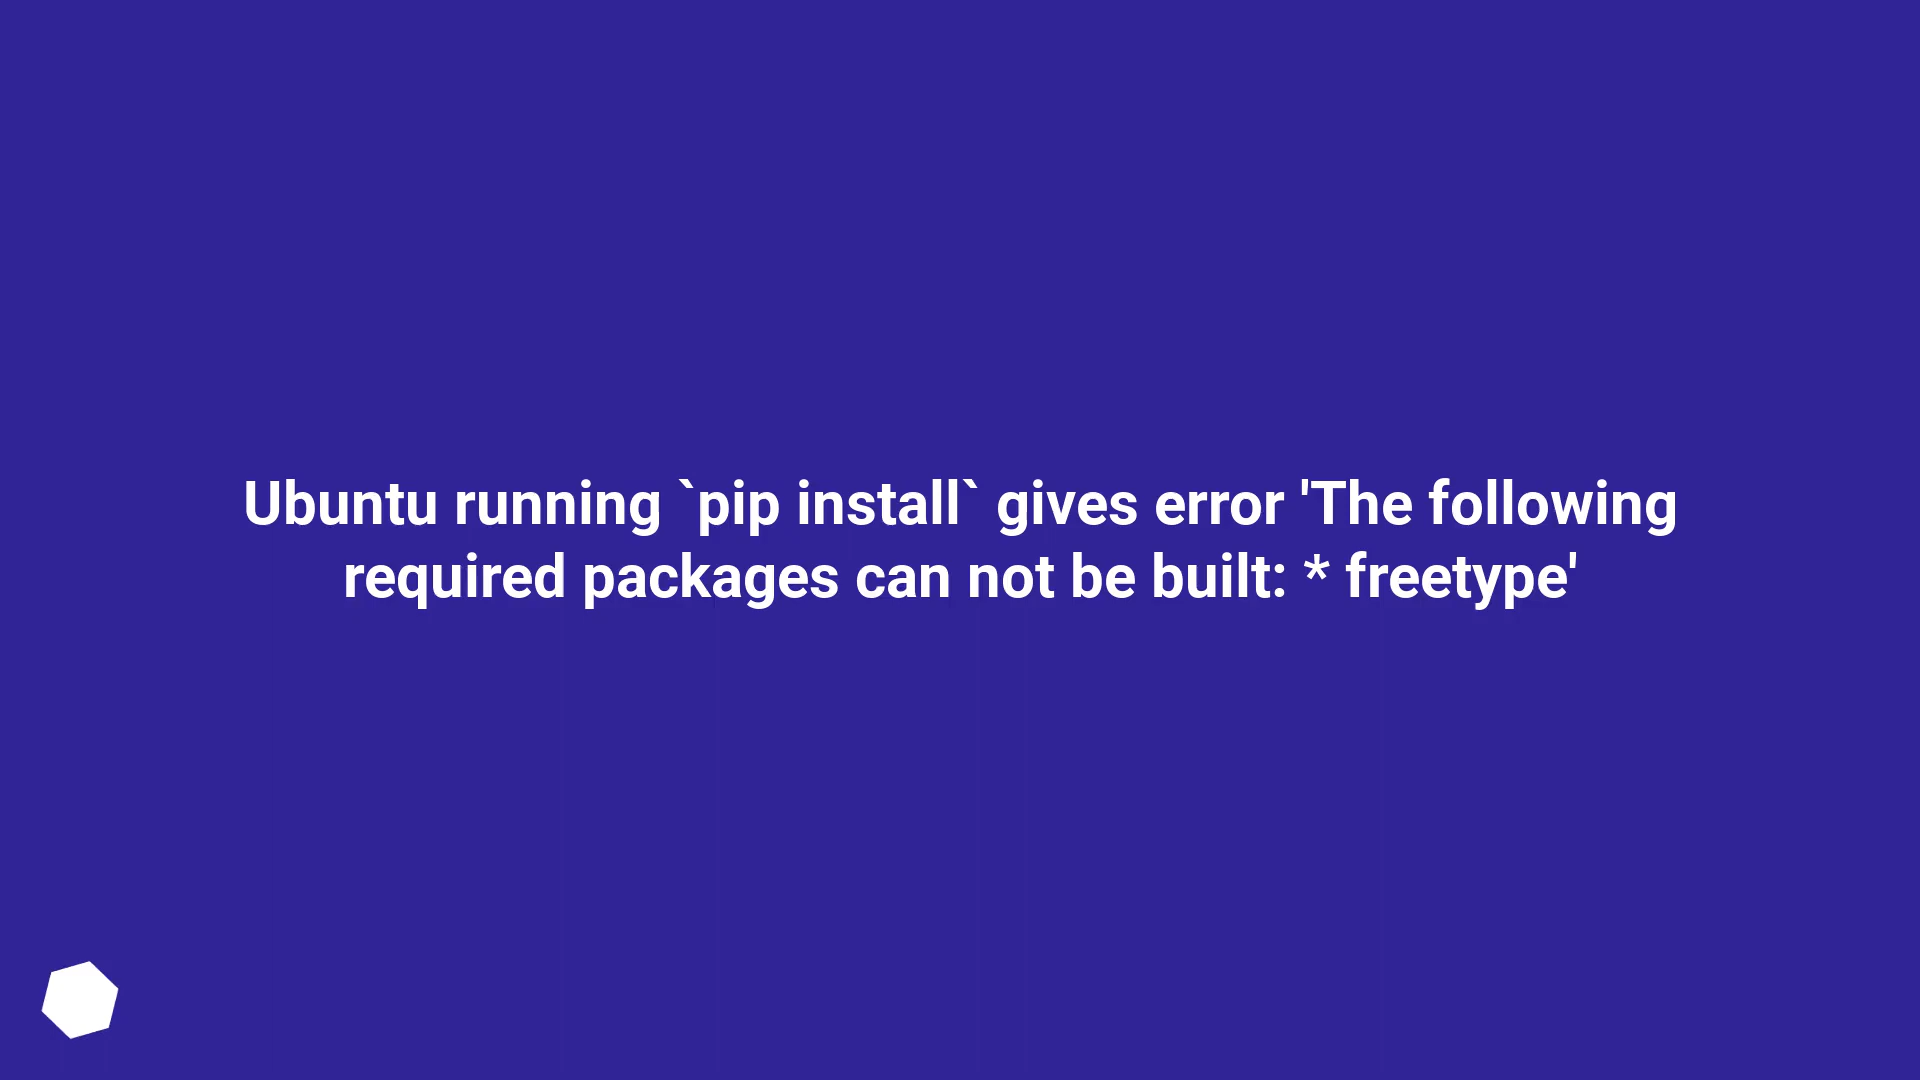 Ubuntu running `pip install` gives error 'The following
required packages can not be built: * freetype'